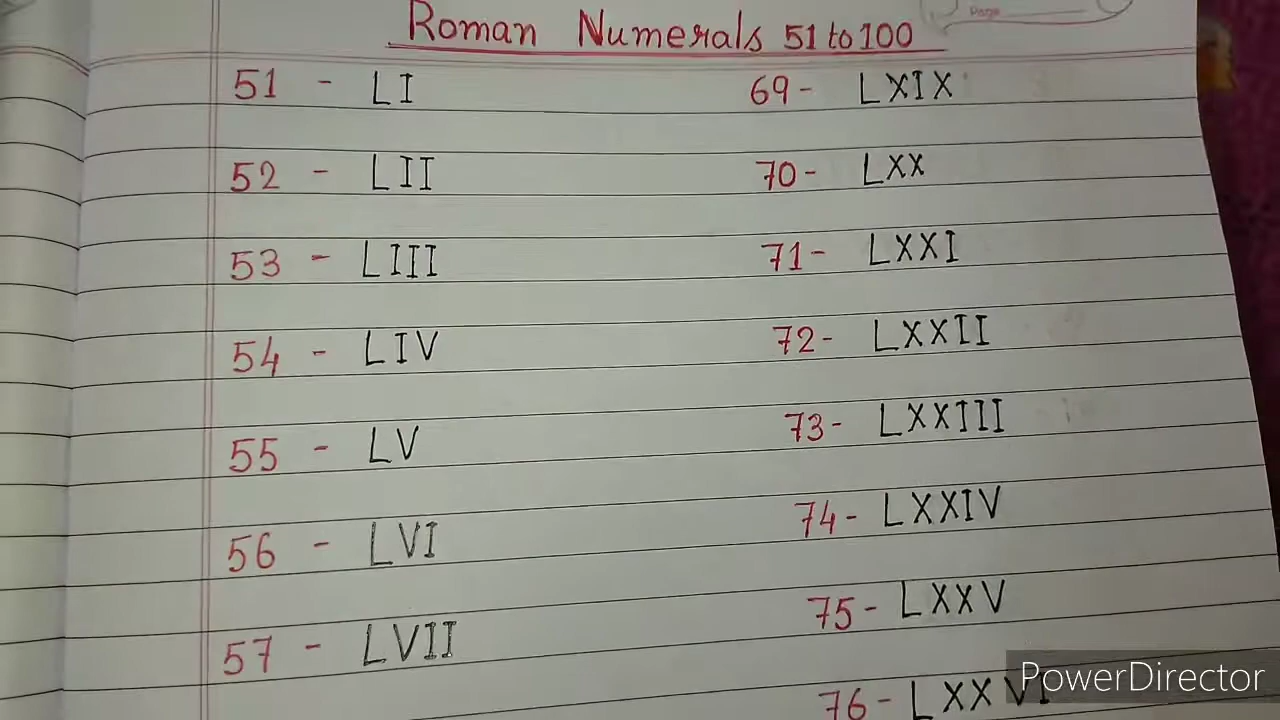 Page
Roman Numerals 51 to 100
51 - LI
52 - LII
53 - LIII
54 - LIV
55 - LV
56 - LVI
57 - LVII
69- LXIX
70- LXX
71- LXXI
72- LXXII
73- LXXIII
74- LXXIV
75- LXXV
76- LXXVI
PowerDirector